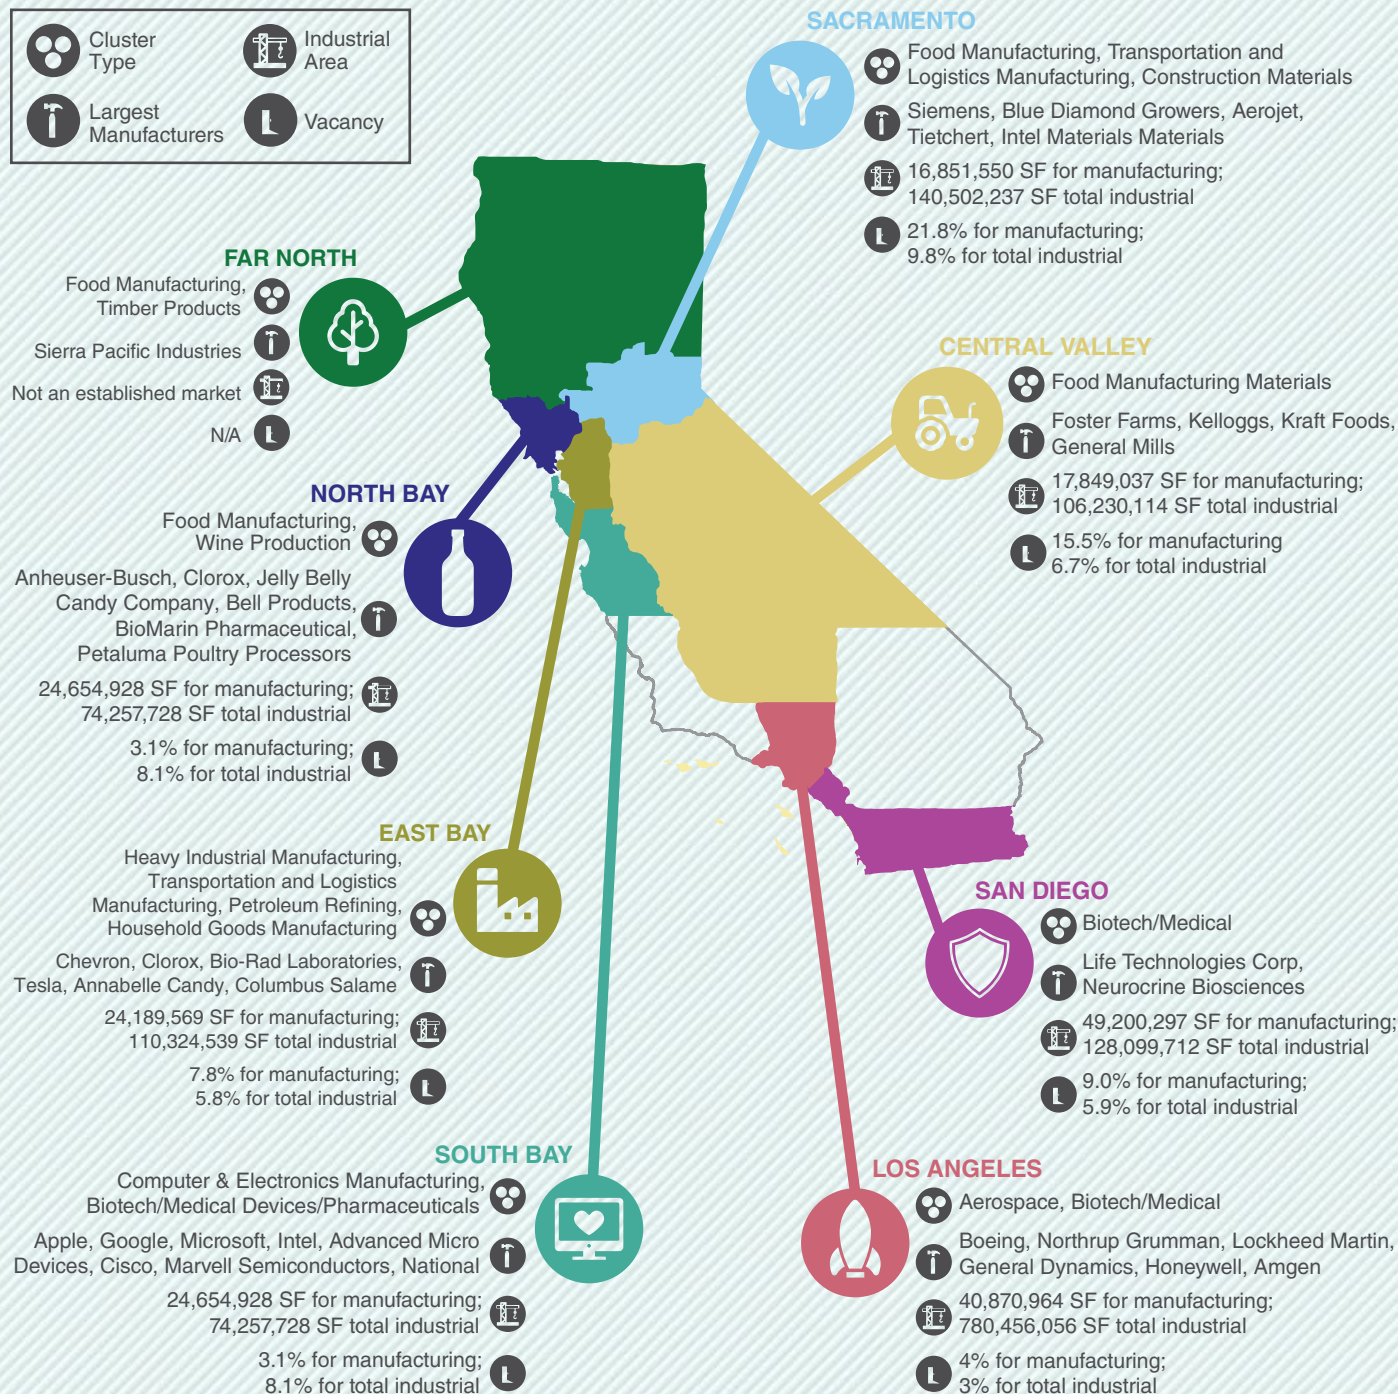 Cluster
Type
Industrial
Area
Largest
Manufacturers
Vacancy
SACRAMENTO
Food Manufacturing, Transportation and
Logistics Manufacturing, Construction Materials
Siemens, Blue Diamond Growers, Aerojet,
Tietchert, Intel Materials Materials
16,851,550 SF for manufacturing;
140,502,237 SF total industrial
21.8% for manufacturing;
9.8% for total industrial
FAR NORTH
Food Manufacturing,
Timber Products
Sierra Pacific Industries
Not an established market
N/A
CENTRAL VALLEY
Food Manufacturing Materials
Foster Farms, Kelloggs, Kraft Foods,
General Mills
17,849,037 SF for manufacturing;
106,230,114 SF total industrial
15.5% for manufacturing
6.7% for total industrial
NORTH BAY
Food Manufacturing,
Wine Production
Anheuser-Busch, Clorox, Jelly Belly
Candy Company, Bell Products,
BioMarin Pharmaceutical,
Petaluma Poultry Processors
24,654,928 SF for manufacturing;
74,257,728 SF total industrial
3.1% for manufacturing;
8.1% for total industrial
EAST BAY
Heavy Industrial Manufacturing,
Transportation and Logistics
Manufacturing, Petroleum Refining,
Household Goods Manufacturing
Chevron, Clorox, Bio-Rad Laboratories,
Tesla, Annabelle Candy, Columbus Salame
24,189,569 SF for manufacturing;
110,324,539 SF total industrial
7.8% for manufacturing;
5.8% for total industrial
SAN DIEGO
Biotech/Medical
Life Technologies Corp,
Neurocrine Biosciences
49,200,297 SF for manufacturing;
128,099,712 SF total industrial
9.0% for manufacturing;
5.9% for total industrial
SOUTH BAY
Computer & Electronics Manufacturing,
Biotech/Medical Devices/Pharmaceuticals
Apple, Google, Microsoft, Intel, Advanced Micro
Devices, Cisco, Marvell Semiconductors, National
24,654,928 SF for manufacturing;
74,257,728 SF total industrial
3.1% for manufacturing;
8.1% for total industrial
LOS ANGELES
Aerospace, Biotech/Medical
Boeing, Northrup Grumman, Lockheed Martin,
General Dynamics, Honeywell, Amgen
40,870,964 SF for manufacturing;
780,456,056 SF total industrial
4% for manufacturing;
3% for total industrial